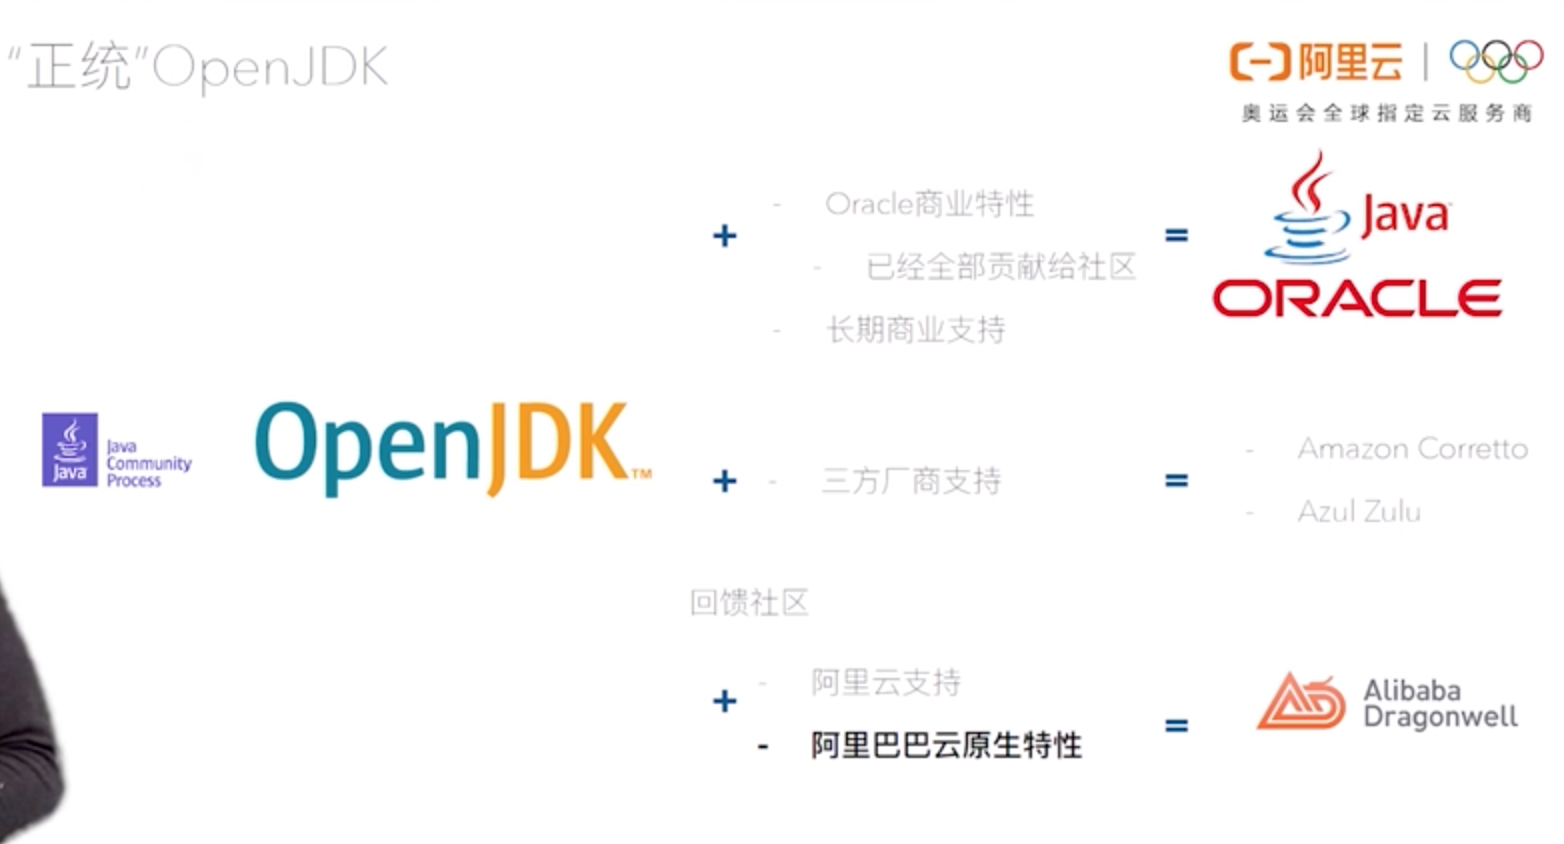 “正统”OpenJDK
阿里云
奥运会全球指定云服务商
- Oracle商业特性
- 已经全部贡献给社区
- 长期商业支持
+
=
Java
ORACLE
Java
Java
Community
Process
OpenJDK™
+
- 三方厂商支持
=
- Amazon Corretto
- Azul Zulu
回馈社区
+
- 阿里云支持
- 阿里巴巴云原生特性
=
Alibaba
Dragonwell